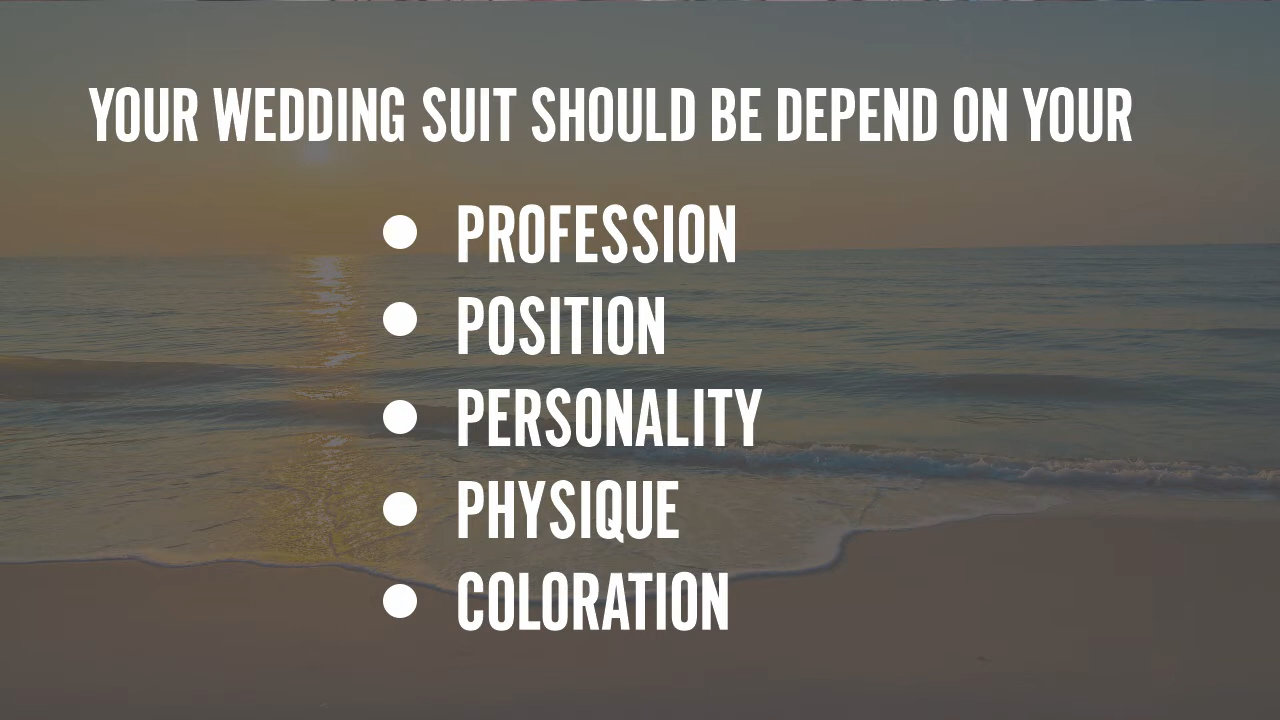 YOUR WEDDING SUIT SHOULD BE DEPEND ON YOUR
● PROFESSION
● POSITION
● PERSONALITY
● PHYSIQUE
● COLORATION